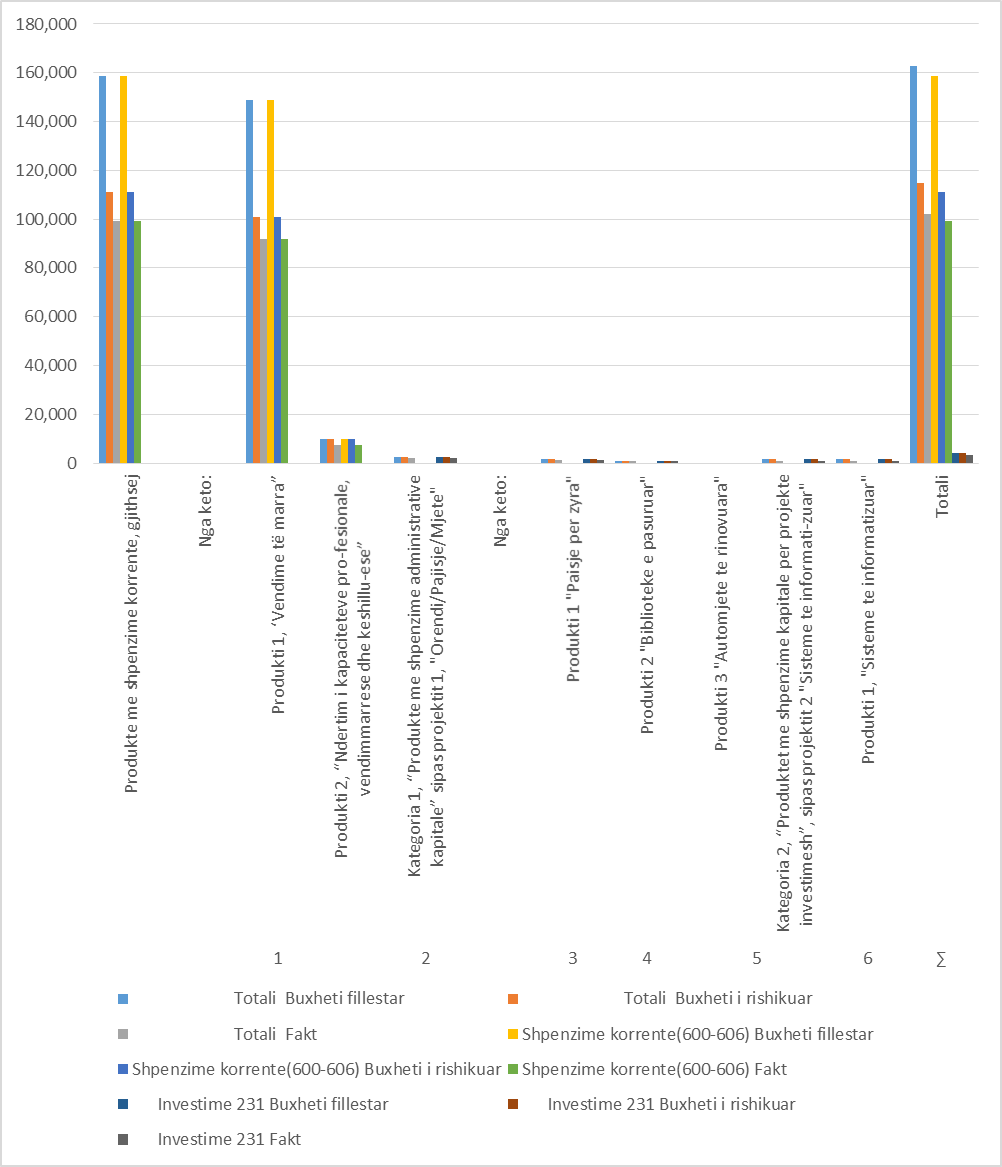 180,000
160,000
140,000
120,000
100,000
80,000
60,000
40,000
20,000
0
Produkte me shpenzime korrente, gjithsej
Nga keto:
Produkti 1, “Vendime të marra”
Produkti 2, “Ndertim i kapaciteteve pro-fesionale,
vendimmarrese dhe keshillu-ese”
Kategoria 1, “Produkte me shpenzime administrative
kapitale” sipas projektit 1, "Orendi/Pajisje/Mjete"
Nga keto:
Produkti 1 "Paisje per zyra"
Produkti 2 "Biblioteke e pasuruar"
Produkti 3 "Automjete te rinovuara"
Kategoria 2, “Produktet me shpenzime kapitale per projekte
investimesh”, sipas projektit 2 "Sisteme te informati-zuar"
Produkti 1, "Sisteme te informatizuar"
Totali
1 2 3 4 5 6 ∑
Totali Buxheti fillestar
Totali Buxheti i rishikuar
Totali Fakt
Shpenzime korrente(600-606) Buxheti fillestar
Shpenzime korrente(600-606) Buxheti i rishikuar
Shpenzime korrente(600-606) Fakt
Investime 231 Buxheti fillestar
Investime 231 Buxheti i rishikuar
Investime 231 Fakt